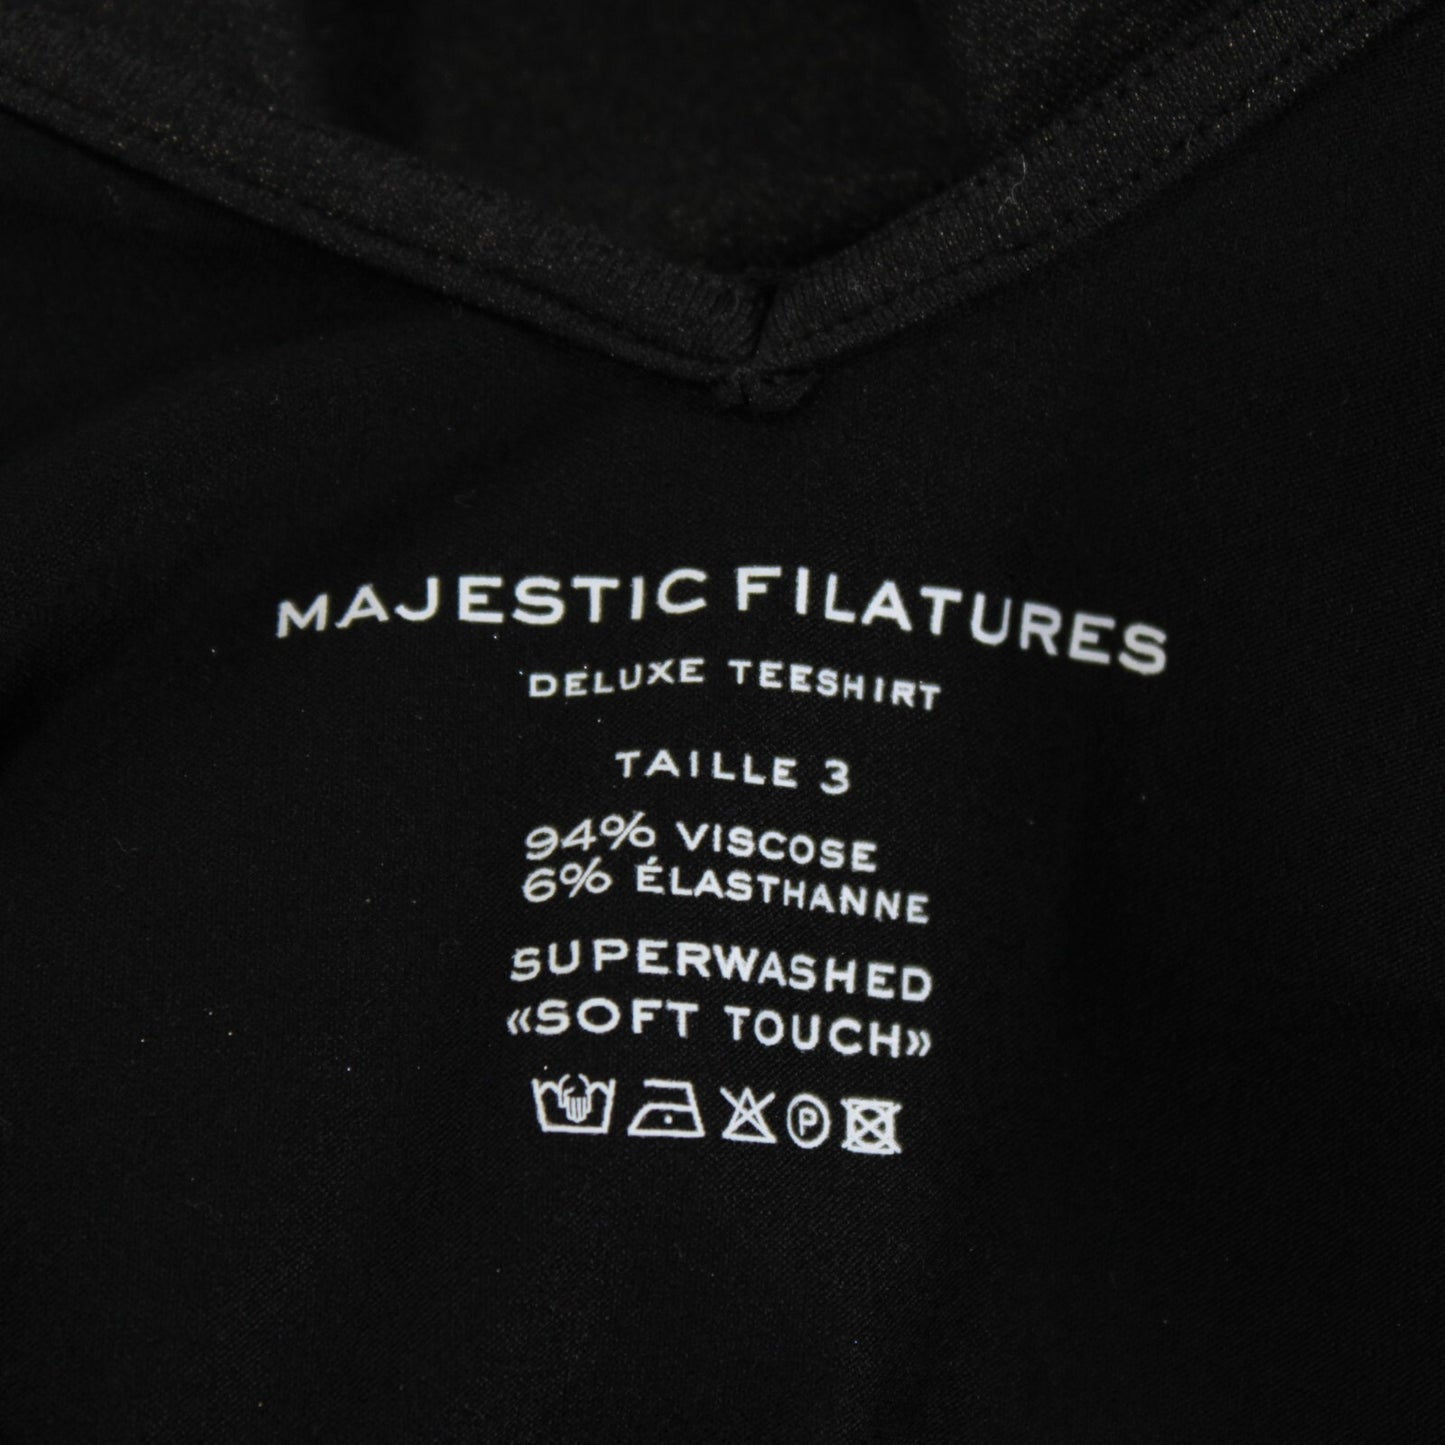 MAJESTIC FILATURES
DELUXE TEESHIRT
TAILLE 3
94% VISCOSE
6% ÉLASTHANNE
SUPERWASHED
«SOFT TOUCH»
P